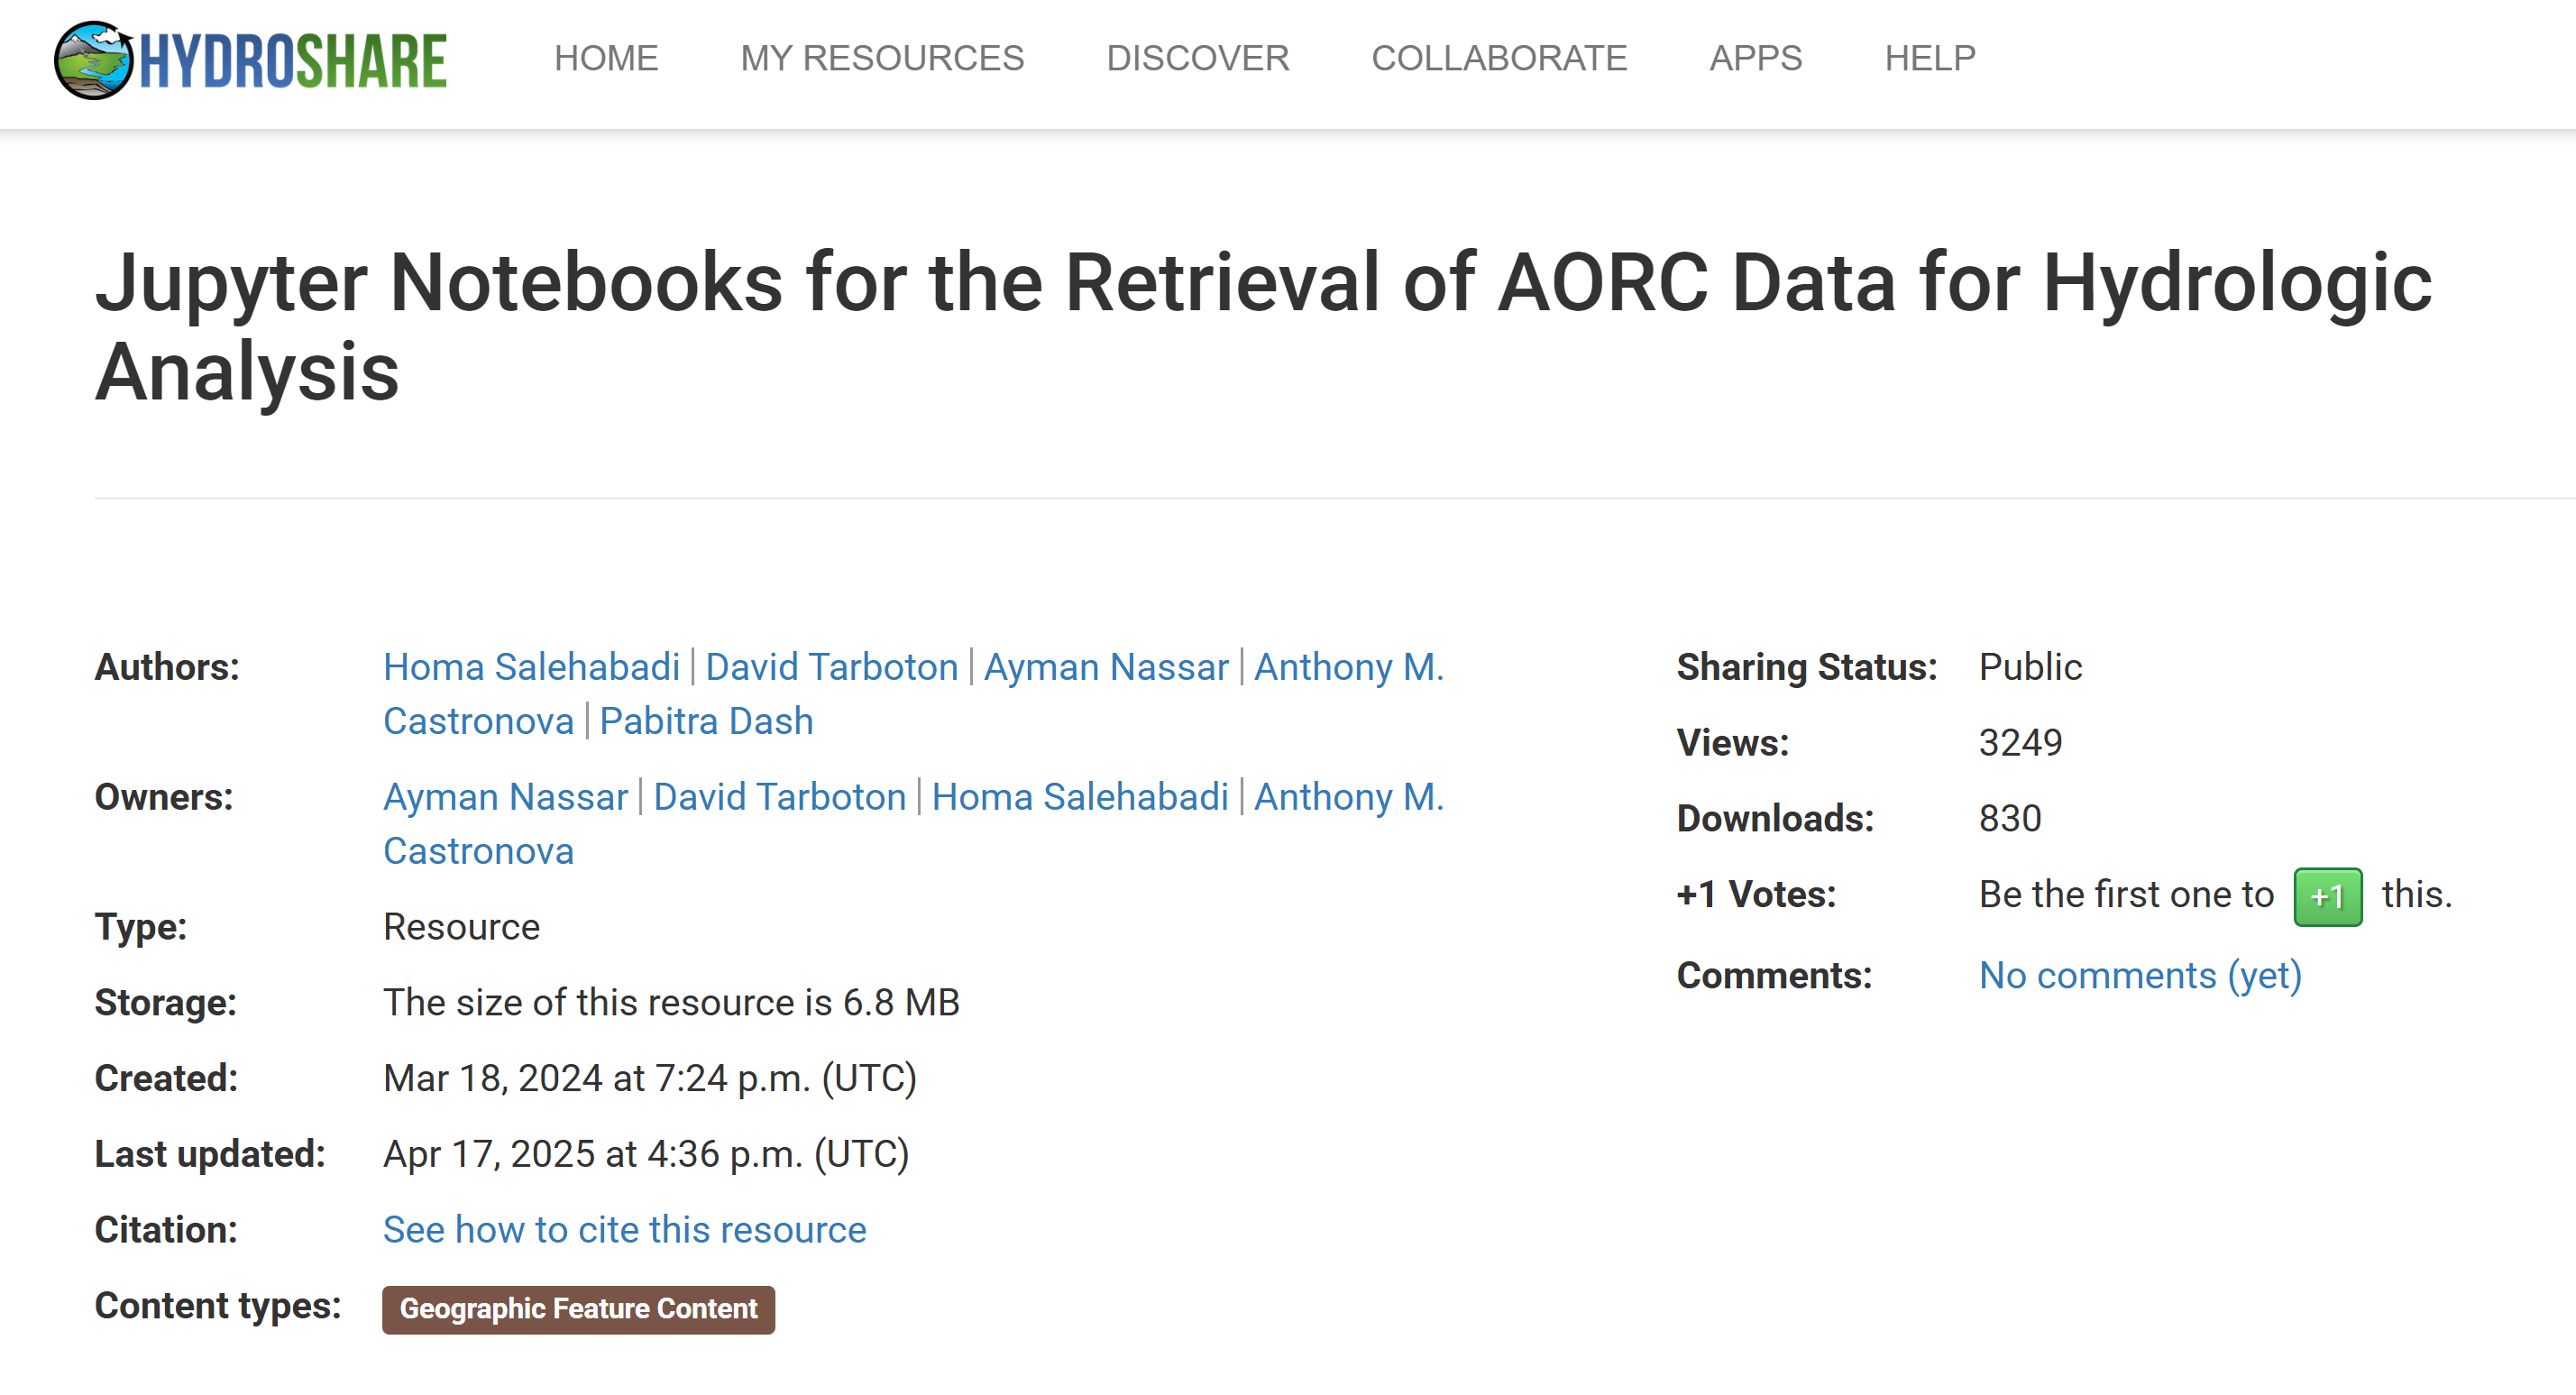 HYDROSHARE HOME MY RESOURCES DISCOVER COLLABORATE APPS HELP
Jupyter Notebooks for the Retrieval of AORC Data for Hydrologic
Analysis
Authors: Homa Salehabadi | David Tarboton | Ayman Nassar | Anthony M.
Castronova | Pabitra Dash
Owners: Ayman Nassar | David Tarboton | Homa Salehabadi | Anthony M.
Castronova
Type: Resource
Storage: The size of this resource is 6.8 MB
Created: Mar 18, 2024 at 7:24 p.m. (UTC)
Last updated: Apr 17, 2025 at 4:36 p.m. (UTC)
Citation: See how to cite this resource
Content types: Geographic Feature Content
Sharing Status: Public
Views: 3249
Downloads: 830
+1 Votes: Be the first one to +1 this.
Comments: No comments (yet)